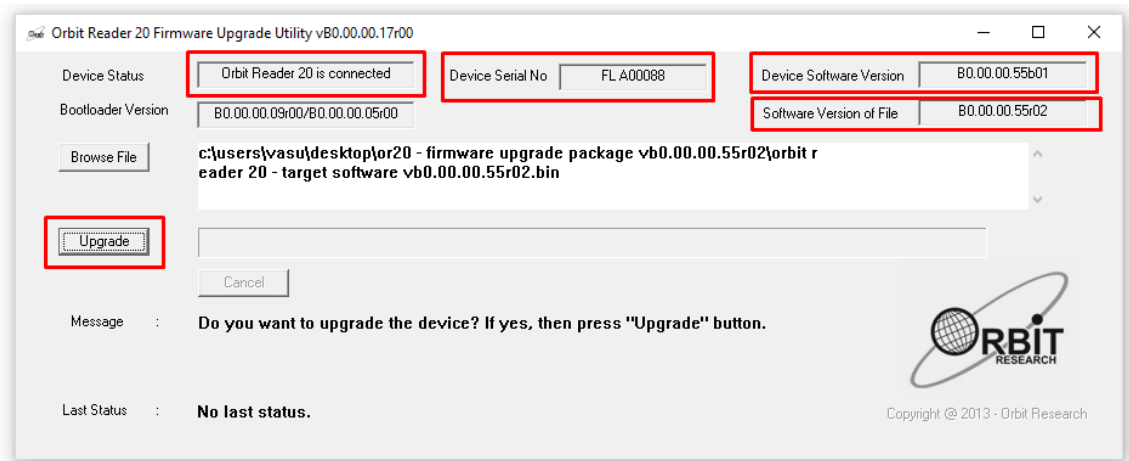 Orbit Reader 20 Firmware Upgrade Utility vB0.00.00.17r00
Device Status Orbit Reader 20 is connected Device Serial No FL A00088 Device Software Version B0.00.00.55b01
Bootloader Version B0.00.00.09r00/B0.00.00.05r00 Software Version of File B0.00.00.55r02
Browse File c:\users\vasu\desktop\or20 - firmware upgrade package vb0.00.00.55r02\orbit r
eader 20 - target software vb0.00.00.55r02.bin
Upgrade
Cancel
Message : Do you want to upgrade the device? If yes, then press "Upgrade" button.
ORBIT
RESEARCH
Last Status : No last status.
Copyright @ 2013 - Orbit Research